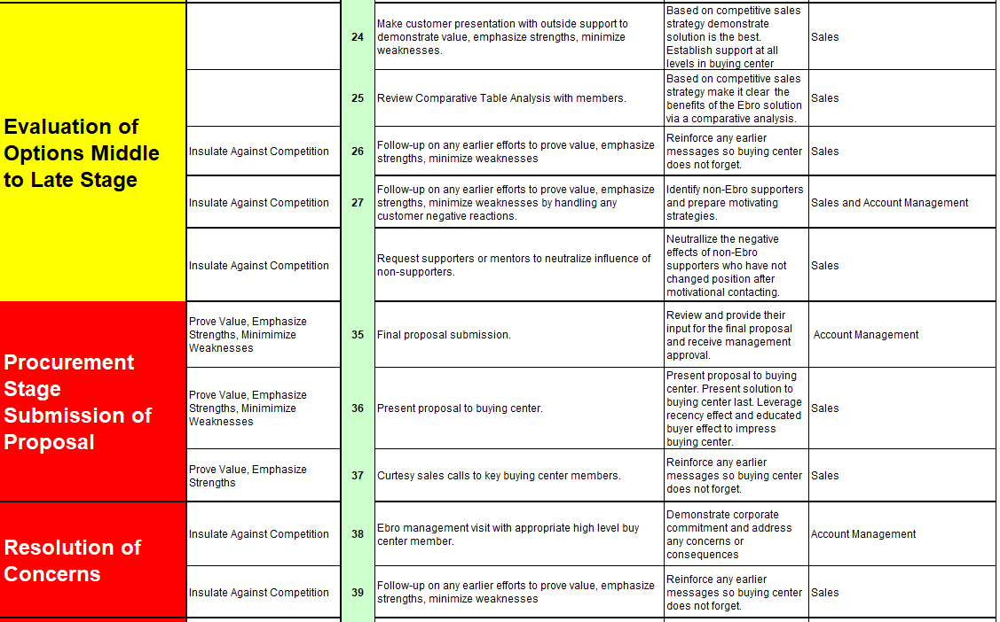 Evaluation of
Options Middle
to Late Stage
24
Make customer presentation with outside support to
demonstrate value, emphasize strengths, minimize
weaknesses.
Based on competitive sales
strategy demonstrate
solution is the best.
Establish support at all
levels in buying center
Sales
25
Review Comparative Table Analysis with members.
Based on competitive sales
strategy make it clear the
benefits of the Ebro solution
via a comparative analysis.
Sales
Insulate Against Competition
26
Follow-up on any earlier efforts to prove value, emphasize
strengths, minimize weaknesses
Reinforce any earlier
messages so buying center
does not forget.
Sales
Insulate Against Competition
27
Follow-up on any earlier efforts to prove value, emphasize
strengths, minimize weaknesses by handling any
customer negative reactions.
Identify non-Ebro supporters
and prepare motivating
strategies.
Sales and Account Management
Insulate Against Competition
Request supporters or mentors to neutralize influence of
non-supporters.
Neutrallize the negative
effects of non-Ebro
supporters who have not
changed position after
motivational contacting.
Sales
Procurement
Stage
Submission of
Proposal
Prove Value, Emphasize
Strengths, Minimimize
Weaknesses
35
Final proposal submission.
Review and provide their
input for the final proposal
and receive management
approval.
Account Management
Prove Value, Emphasize
Strengths, Minimimize
Weaknesses
36
Present proposal to buying center.
Present proposal to buying
center. Present solution to
buying center last. Leverage
recency effect and educated
buyer effect to impress
buying center.
Sales
Prove Value, Emphasize
Strengths
37
Curtesy sales calls to key buying center members.
Reinforce any earlier
messages so buying center
does not forget.
Sales
Resolution of
Concerns
Insulate Against Competition
38
Ebro management visit with appropriate high level buy
center member.
Demonstrate corporate
commitment and address
any concerns or
consequences
Account Management
Insulate Against Competition
39
Follow-up on any earlier efforts to prove value, emphasize
strengths, minimize weaknesses
Reinforce any earlier
messages so buying center
does not forget.
Sales